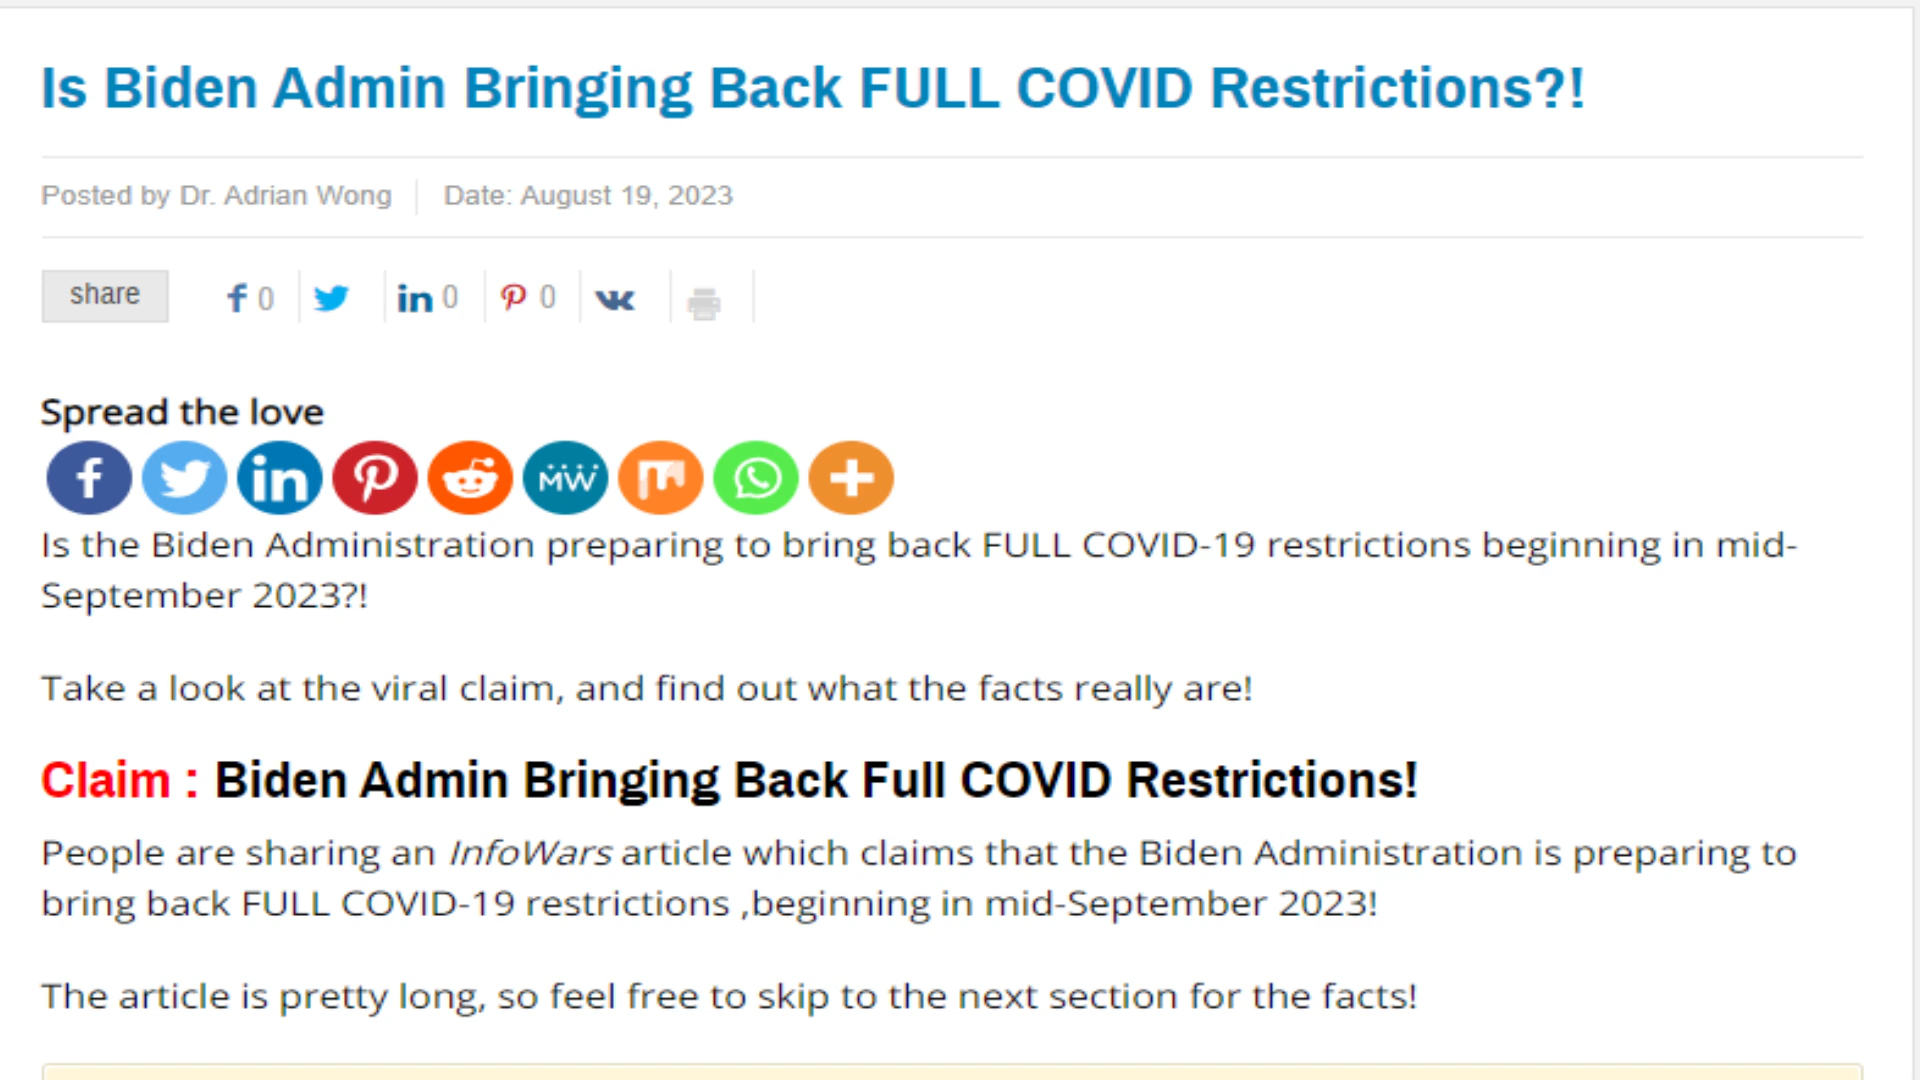 Is Biden Admin Bringing Back FULL COVID Restrictions?!
Posted by Dr. Adrian Wong Date: August 19, 2023
share f 0 in 0 0
Spread the love
f in MW
Is the Biden Administration preparing to bring back FULL COVID-19 restrictions beginning in mid-
September 2023?!
Take a look at the viral claim, and find out what the facts really are!
Claim : Biden Admin Bringing Back Full COVID Restrictions!
People are sharing an InfoWars article which claims that the Biden Administration is preparing to
bring back FULL COVID-19 restrictions ,beginning in mid-September 2023!
The article is pretty long, so feel free to skip to the next section for the facts!